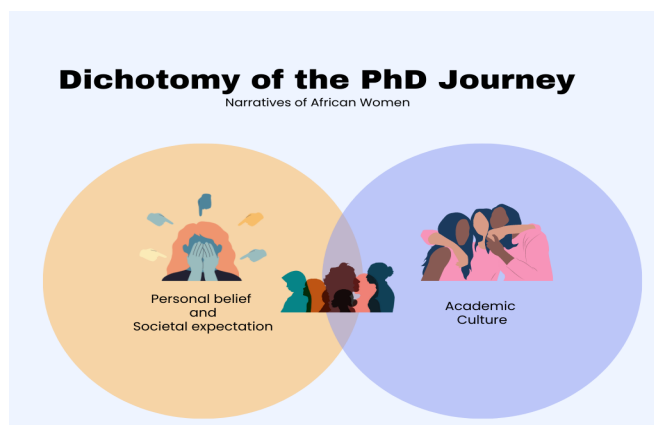 Dichotomy of the PhD Journey
Narratives of African Women
Personal belief
and
Societal expectation
Academic
Culture